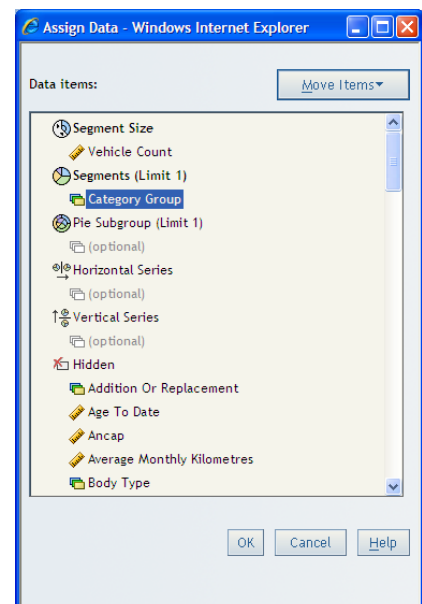 Assign Data - Windows Internet Explorer
Data items:
Move Items
Segment Size
Vehicle Count
Segments (Limit 1)
Category Group
Pie Subgroup (Limit 1)
(optional)
Horizontal Series
(optional)
Vertical Series
(optional)
Hidden
Addition Or Replacement
Age To Date
Ancap
Average Monthly Kilometres
Body Type
OK Cancel Help